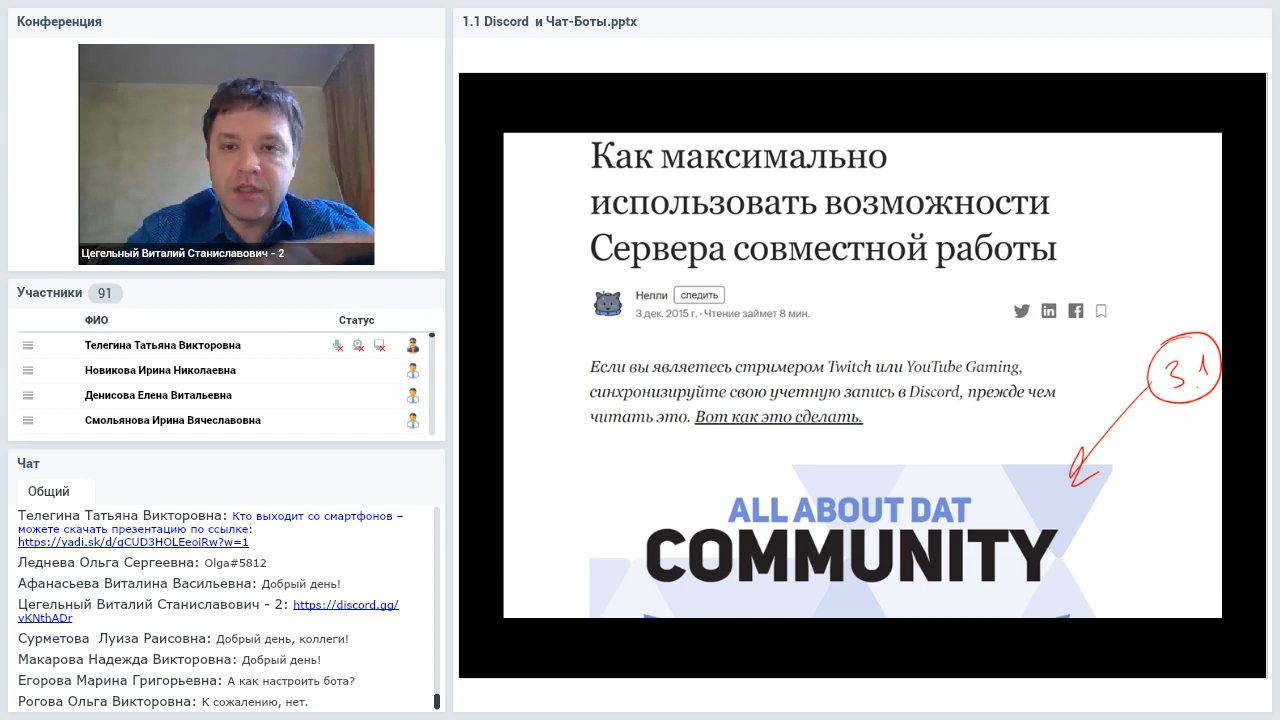 Конференция
Цегельный Виталий Станиславович - 2
Участники 91
ФИО Статус
Телегина Татьяна Викторовна
Новикова Ирина Николаевна
Денисова Елена Витальевна
Смольянова Ирина Вячеславовна
Чат
Общий
Телегина Татьяна Викторовна: Кто выходит со смартфонов –
можете скачать презентацию по ссылке:
https://yadi.sk/d/gCUD3HOLEeoiRw?w=1
Леднева Ольга Сергеевна: Olga#5812
Афанасьева Виталина Васильевна: Добрый день!
Цегельный Виталий Станиславович - 2: https://discord.gg/
vKNthADr
Сурметова Луиза Раисовна: Добрый день, коллеги!
Макарова Надежда Викторовна: Добрый день!
Егорова Марина Григорьевна: А как настроить бота?
Рогова Ольга Викторовна: К сожалению, нет.
1.1 Discord и Чат-Боты.pptx
Как максимально
использовать возможности
Сервера совместной работы
Нелли следить
3 дек. 2015 г. · Чтение займет 8 мин.
Если вы являетесь стримером Twitch или YouTube Gaming,
синхронизируйте свою учетную запись в Discord, прежде чем
читать это. Вот как это сделать.
3.1
ALL ABOUT DAT
COMMUNITY